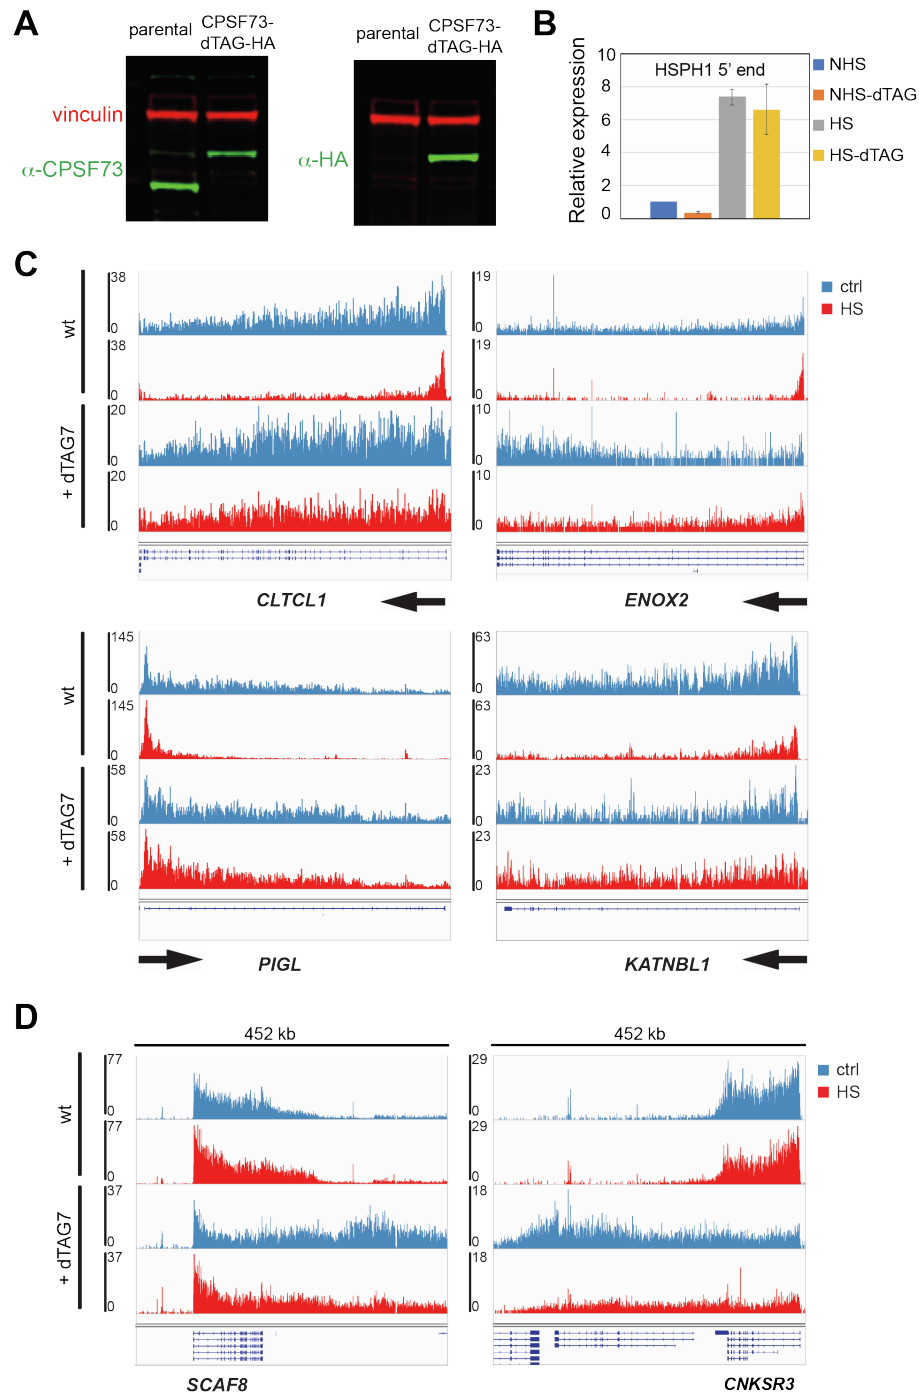 A
parental
CPSF73-
dTAG-HA
parental
CPSF73-
dTAG-HA
vinculin
α-CPSF73
α-HA
B
Relative expression
10
8
6
4
2
0
HSPH1 5’ end
NHS
NHS-dTAG
HS
HS-dTAG
C
wt
+ dTAG7
38
0
38
0
20
0
20
0
CLTCL1
19
0
19
0
10
0
10
0
ENOX2
ctrl
HS
wt
+ dTAG7
145
0
145
0
58
0
58
0
PIGL
63
0
63
0
23
0
23
0
KATNBL1
D
452 kb
452 kb
wt
+ dTAG7
77
0
77
0
37
0
37
0
SCAF8
29
0
29
0
18
0
18
0
CNKSR3
ctrl
HS